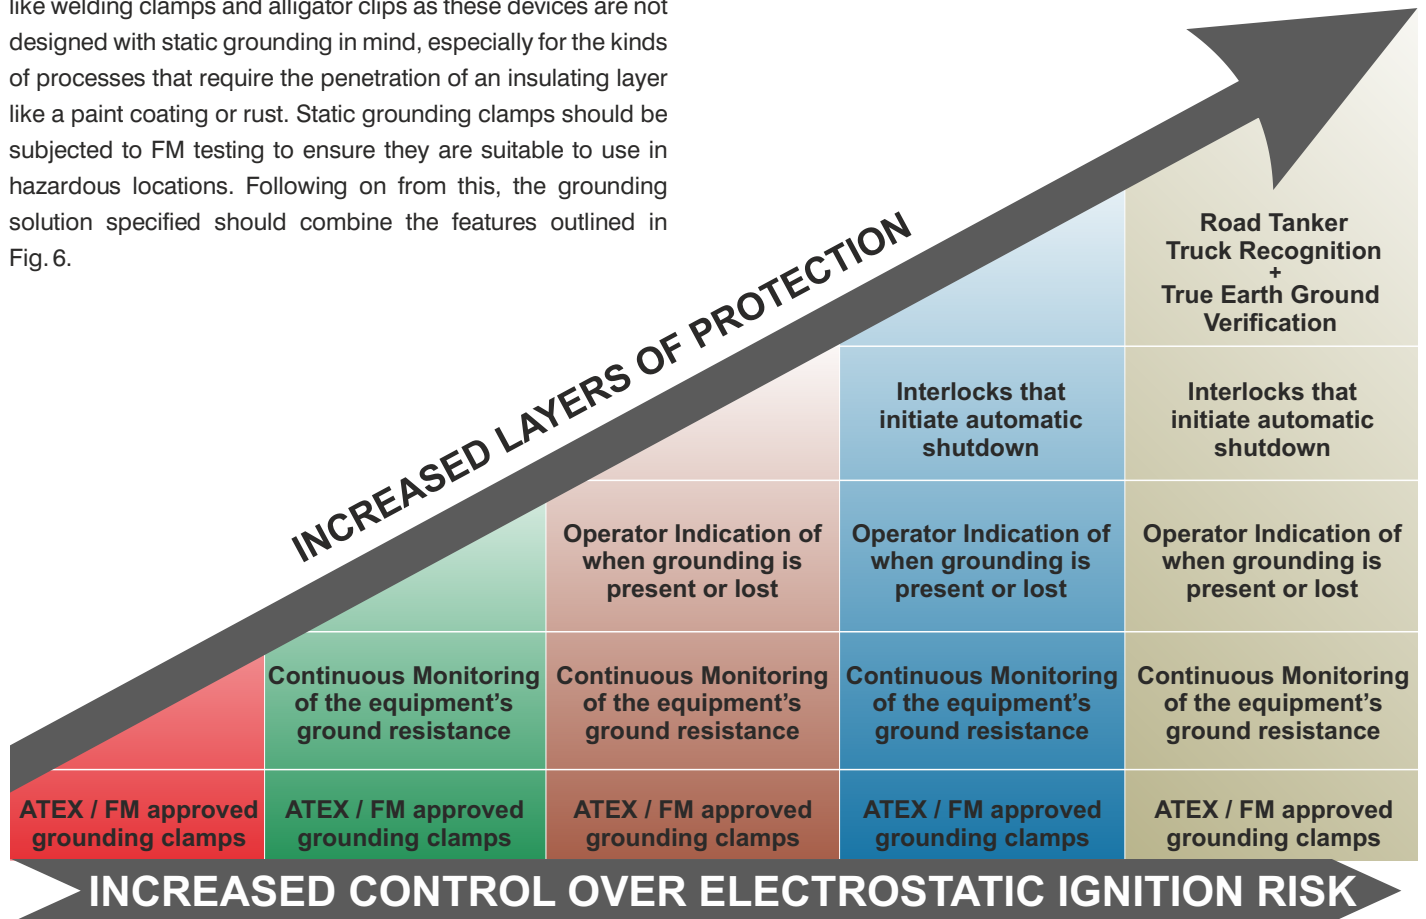 like welding clamps and alligator clips as these devices are not
designed with static grounding in mind, especially for the kinds
of processes that require the penetration of an insulating layer
like a paint coating or rust. Static grounding clamps should be
subjected to FM testing to ensure they are suitable to use in
hazardous locations. Following on from this, the grounding
solution specified should combine the features outlined in
Fig. 6.
INCREASED LAYERS OF PROTECTION
Road Tanker
Truck Recognition
+
True Earth Ground
Verification
Interlocks that
initiate automatic
shutdown
Interlocks that
initiate automatic
shutdown
Operator Indication of
when grounding is
present or lost
Operator Indication of
when grounding is
present or lost
Operator Indication of
when grounding is
present or lost
Continuous Monitoring
of the equipment’s
ground resistance
Continuous Monitoring
of the equipment’s
ground resistance
Continuous Monitoring
of the equipment’s
ground resistance
Continuous Monitoring
of the equipment’s
ground resistance
ATEX / FM approved
grounding clamps
ATEX / FM approved
grounding clamps
ATEX / FM approved
grounding clamps
ATEX / FM approved
grounding clamps
ATEX / FM approved
grounding clamps
INCREASED CONTROL OVER ELECTROSTATIC IGNITION RISK